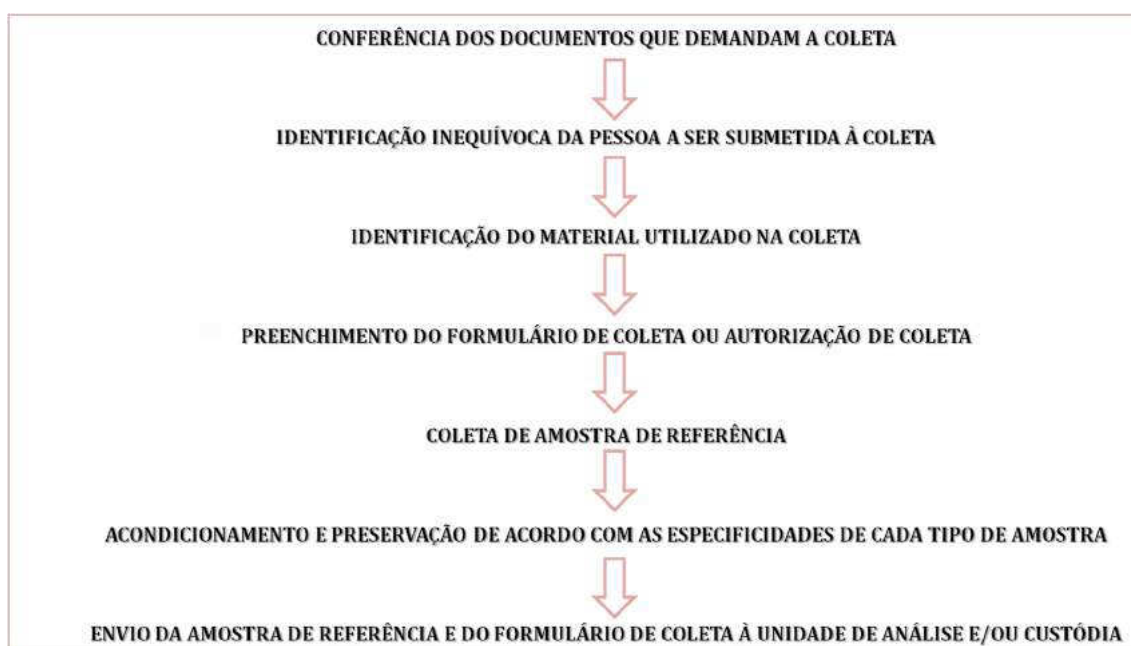 CONFERÊNCIA DOS DOCUMENTOS QUE DEMANDAM A COLETA
IDENTIFICAÇÃO INEQUÍVOCA DA PESSOA A SER SUBMETIDA À COLETA
IDENTIFICAÇÃO DO MATERIAL UTILIZADO NA COLETA
PREENCHIMENTO DO FORMULÁRIO DE COLETA OU AUTORIZAÇÃO DE COLETA
COLETA DE AMOSTRA DE REFERÊNCIA
ACONDICIONAMENTO E PRESERVAÇÃO DE ACORDO COM AS ESPECIFICIDADES DE CADA TIPO DE AMOSTRA
ENVIO DA AMOSTRA DE REFERÊNCIA E DO FORMULÁRIO DE COLETA À UNIDADE DE ANÁLISE E/OU CUSTÓDIA